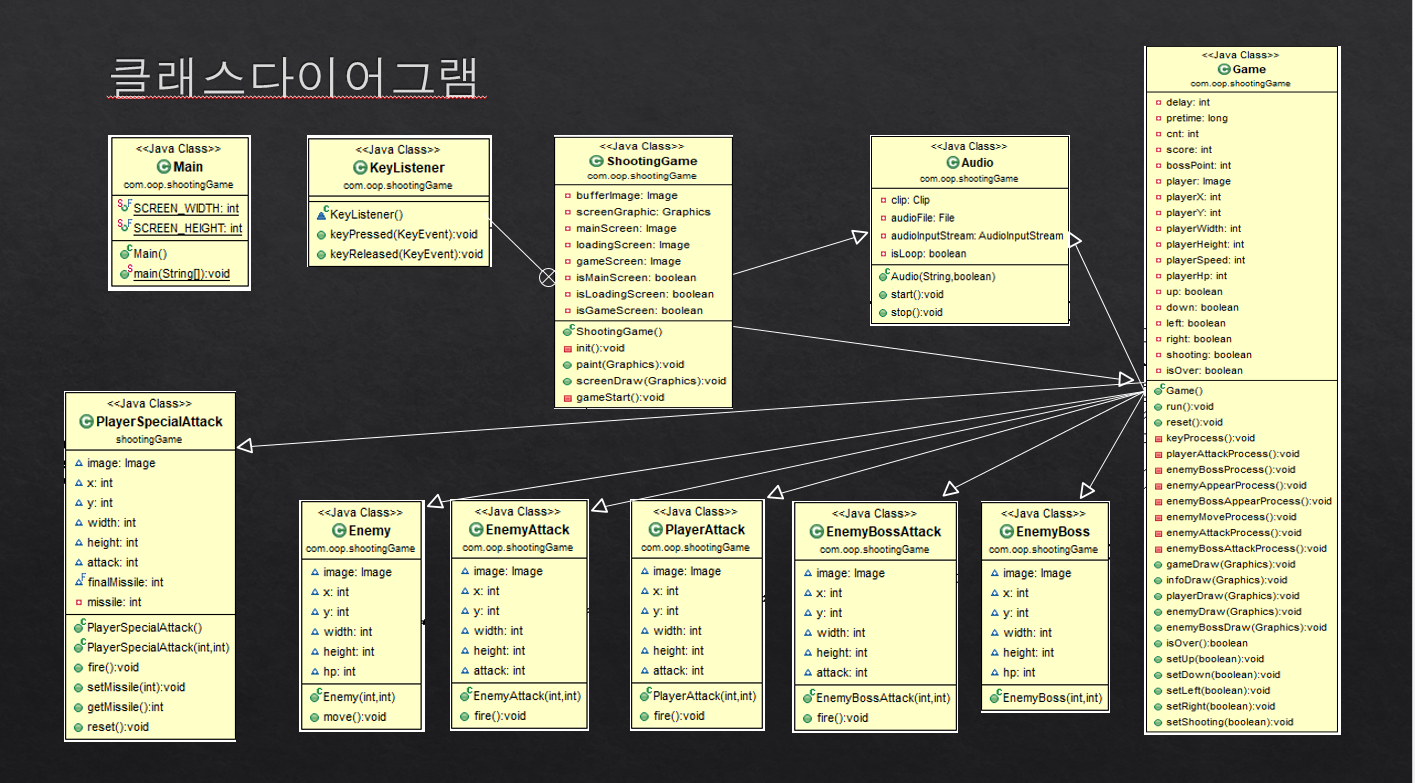 클래스다이어그램
<<Java Class>>
Main
com.oop.shootingGame
SCREEN_WIDTH: int
SCREEN_HEIGHT: int
Main()
main(String[]):void
<<Java Class>>
KeyListener
com.oop.shootingGame
KeyListener()
keyPressed(KeyEvent):void
keyReleased(KeyEvent):void
<<Java Class>>
ShootingGame
com.oop.shootingGame
bufferImage: Image
screenGraphic: Graphics
mainScreen: Image
loadingScreen: Image
gameScreen: Image
isMainScreen: boolean
isLoadingScreen: boolean
isGameScreen: boolean
ShootingGame()
init():void
paint(Graphics):void
screenDraw(Graphics):void
gameStart():void
<<Java Class>>
Audio
com.oop.shootingGame
clip: Clip
audioFile: File
audioInputStream: AudioInputStream
isLoop: boolean
Audio(String,boolean)
start():void
stop():void
<<Java Class>>
Game
com.oop.shootingGame
delay: int
pretime: long
cnt: int
score: int
bossPoint: int
player: Image
playerX: int
playerY: int
playerWidth: int
playerHeight: int
playerSpeed: int
playerHp: int
up: boolean
down: boolean
left: boolean
right: boolean
shooting: boolean
isOver: boolean
Game()
run():void
reset():void
keyProcess():void
playerAttackProcess():void
enemyBossProcess():void
enemyAppearProcess():void
enemyBossAppearProcess():void
enemyMoveProcess():void
enemyAttackProcess():void
enemyBossAttackProcess():void
gameDraw(Graphics):void
infoDraw(Graphics):void
playerDraw(Graphics):void
enemyDraw(Graphics):void
enemyBossDraw(Graphics):void
isOver():boolean
setUp(boolean):void
setDown(boolean):void
setLeft(boolean):void
setRight(boolean):void
setShooting(boolean):void
<<Java Class>>
PlayerSpecialAttack
shootingGame
image: Image
x: int
y: int
width: int
height: int
attack: int
finalMissile: int
missile: int
PlayerSpecialAttack()
PlayerSpecialAttack(int,int)
fire():void
setMissile(int):void
getMissile():int
reset():void
<<Java Class>>
Enemy
com.oop.shootingGame
image: Image
x: int
y: int
width: int
height: int
hp: int
Enemy(int,int)
move():void
<<Java Class>>
EnemyAttack
com.oop.shootingGame
image: Image
x: int
y: int
width: int
height: int
attack: int
EnemyAttack(int,int)
fire():void
<<Java Class>>
PlayerAttack
com.oop.shootingGame
image: Image
x: int
y: int
width: int
height: int
attack: int
PlayerAttack(int,int)
fire():void
<<Java Class>>
EnemyBossAttack
com.oop.shootingGame
image: Image
x: int
y: int
width: int
height: int
attack: int
EnemyBossAttack(int,int)
fire():void
<<Java Class>>
EnemyBoss
com.oop.shootingGame
image: Image
x: int
y: int
width: int
height: int
hp: int
EnemyBoss(int,int)